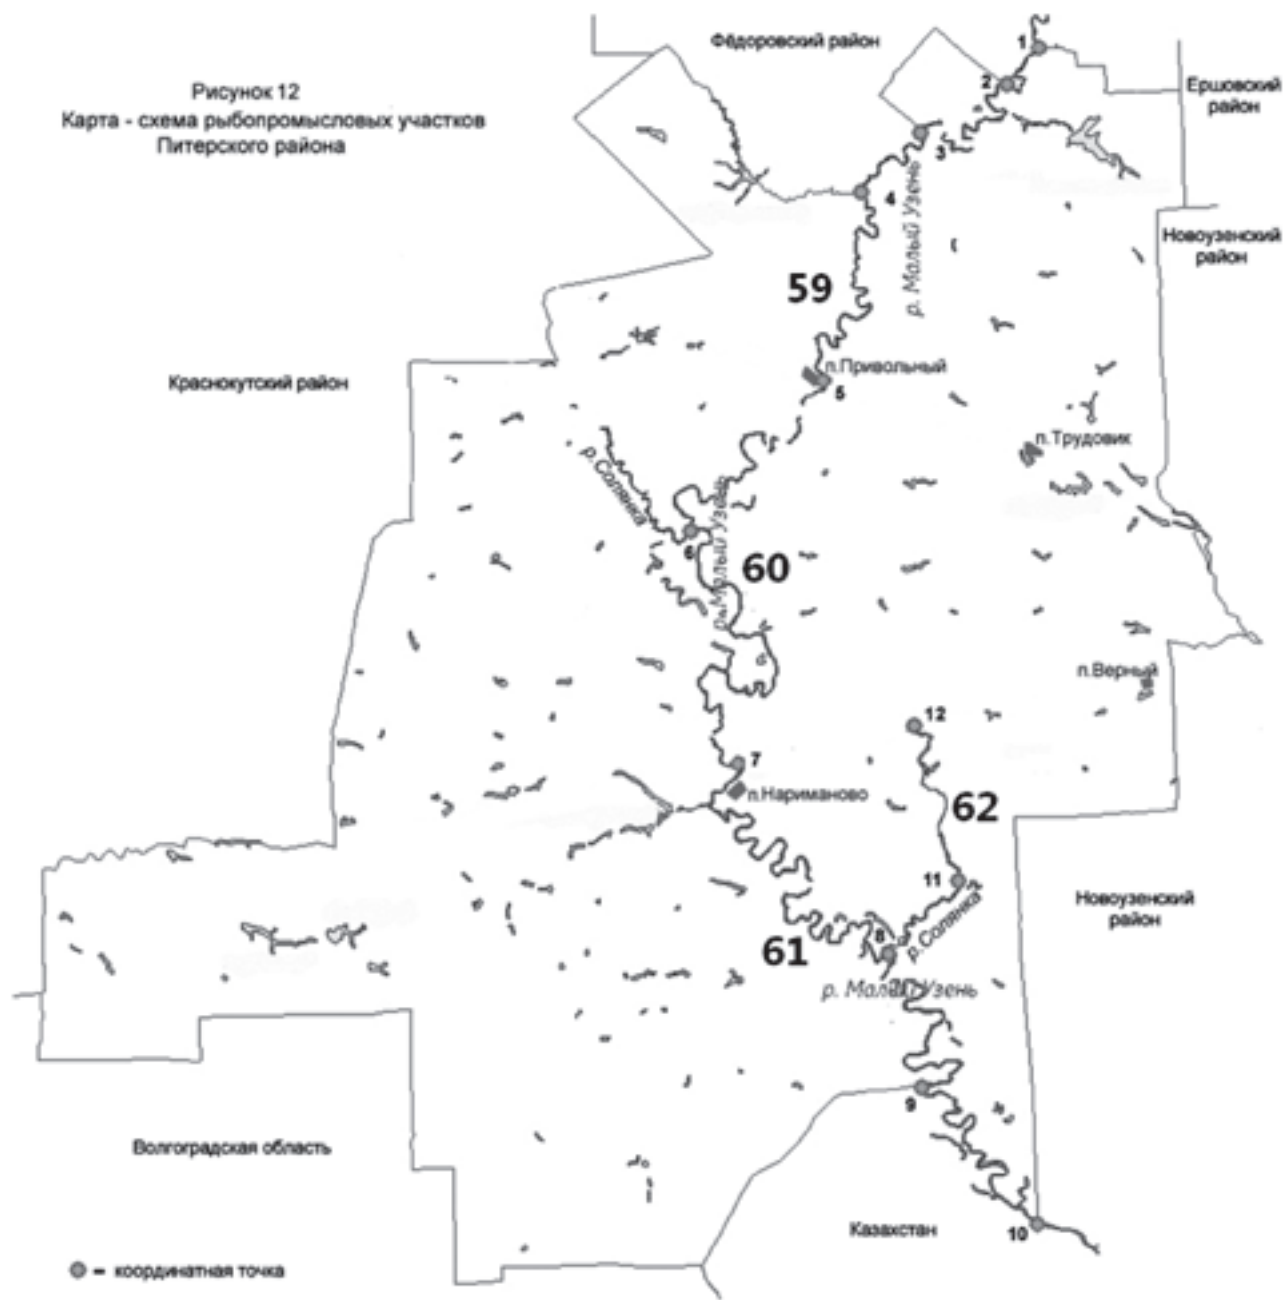 Рисунок 12
Карта - схема рыбопромысловых участков
Питерского района
Фёдоровский район
1
2
Ершовский
район
3
4
р. Малый Узень
Новоузенский
район
59
Краснокутский район
п.Привольный
5
п.Трудовик
р.Солянка
6
р. Малый Узень
60
п.Верный
12
7
п.Нариманово
62
11
Новоузенский
район
р. Солянка
8
61
р. Малый Узень
9
Волгоградская область
Казахстан
10
– координатная точка